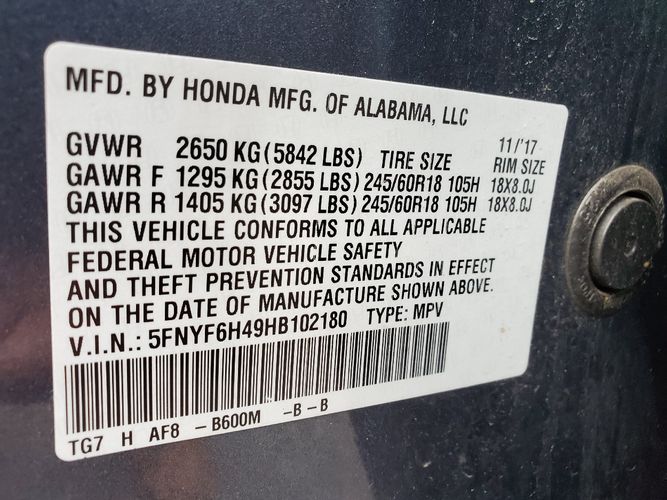 MFD. BY HONDA MFG. OF ALABAMA, LLC
11/'17
GVWR 2650 KG (5842 LBS) TIRE SIZE RIM SIZE
GAWR F 1295 KG (2855 LBS) 245/60R18 105H 18X8.0J
GAWR R 1405 KG (3097 LBS) 245/60R18 105H 18X8.0J
THIS VEHICLE CONFORMS TO ALL APPLICABLE
FEDERAL MOTOR VEHICLE SAFETY
AND THEFT PREVENTION STANDARDS IN EFFECT
ON THE DATE OF MANUFACTURE SHOWN ABOVE.
V.I.N.: 5FNYF6H49HB102180 TYPE: MPV
TG7 H AF8 - B600M -B - B